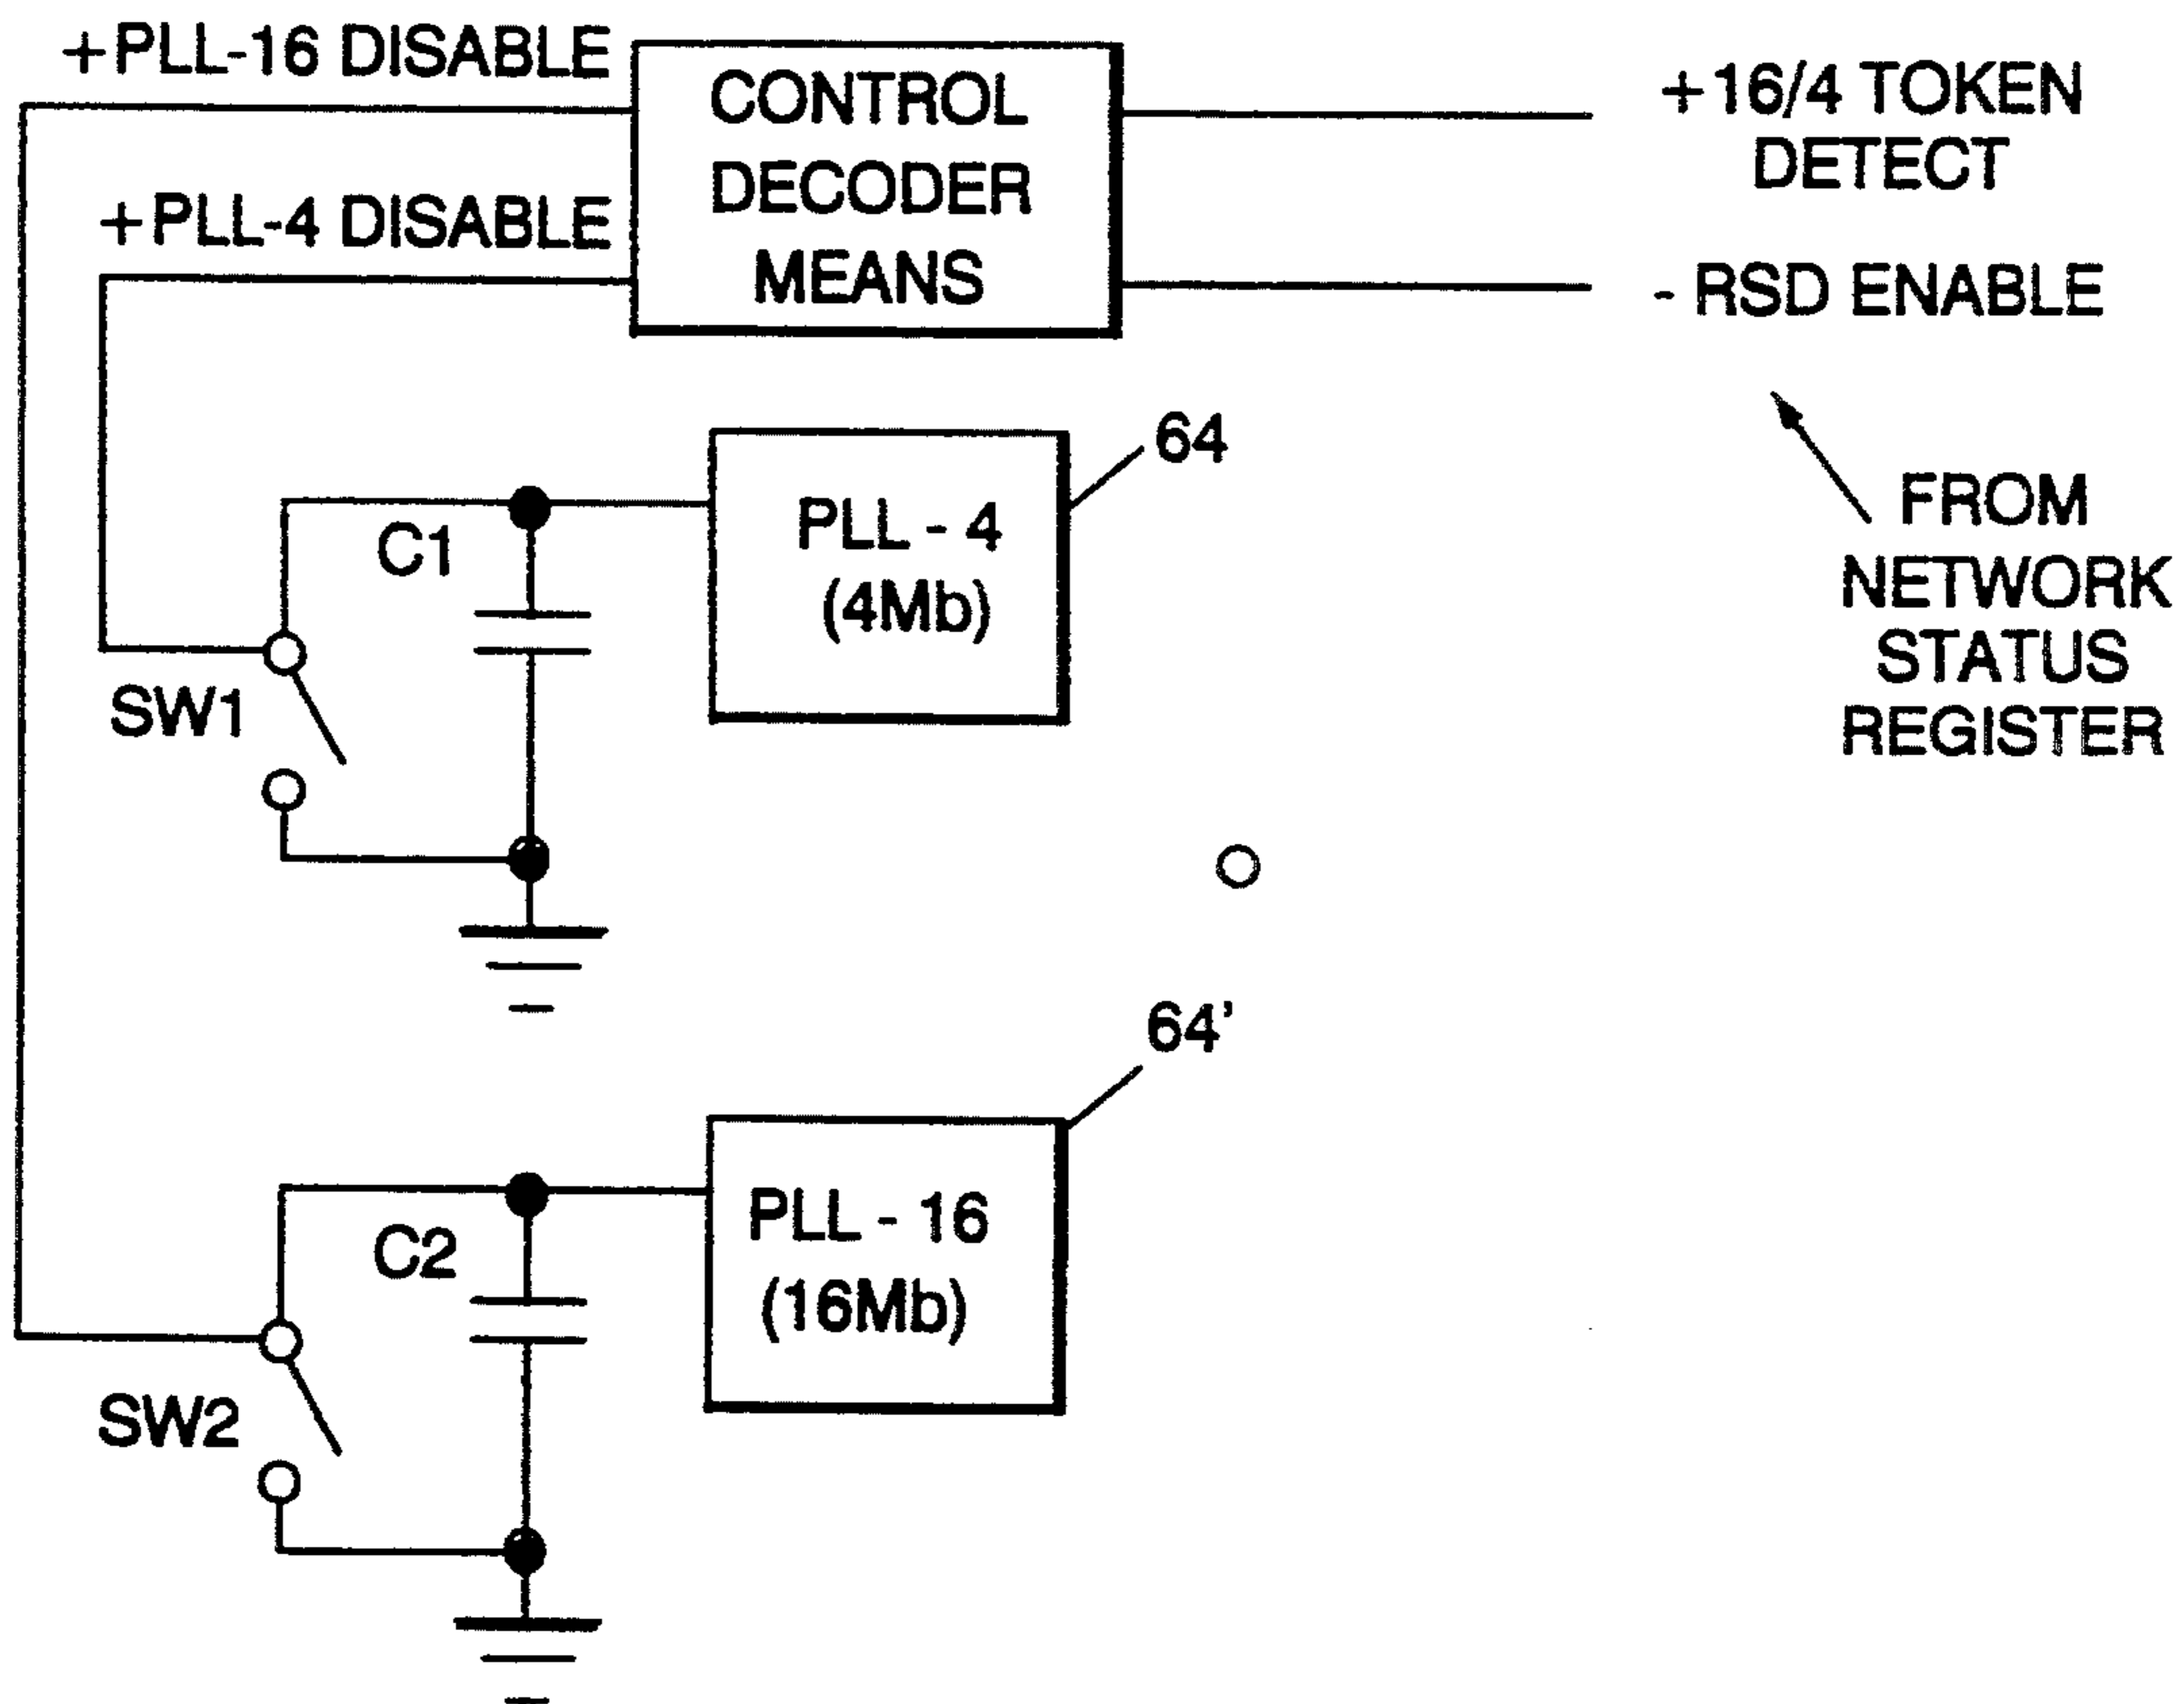 +PLL-16 DISABLE
+PLL-4 DISABLE
CONTROL
DECODER
MEANS
+16/4 TOKEN
DETECT
- RSD ENABLE
FROM
NETWORK
STATUS
REGISTER
64
PLL - 4
(4Mb)
C1
SW1
64'
PLL - 16
(16Mb)
C2
SW2